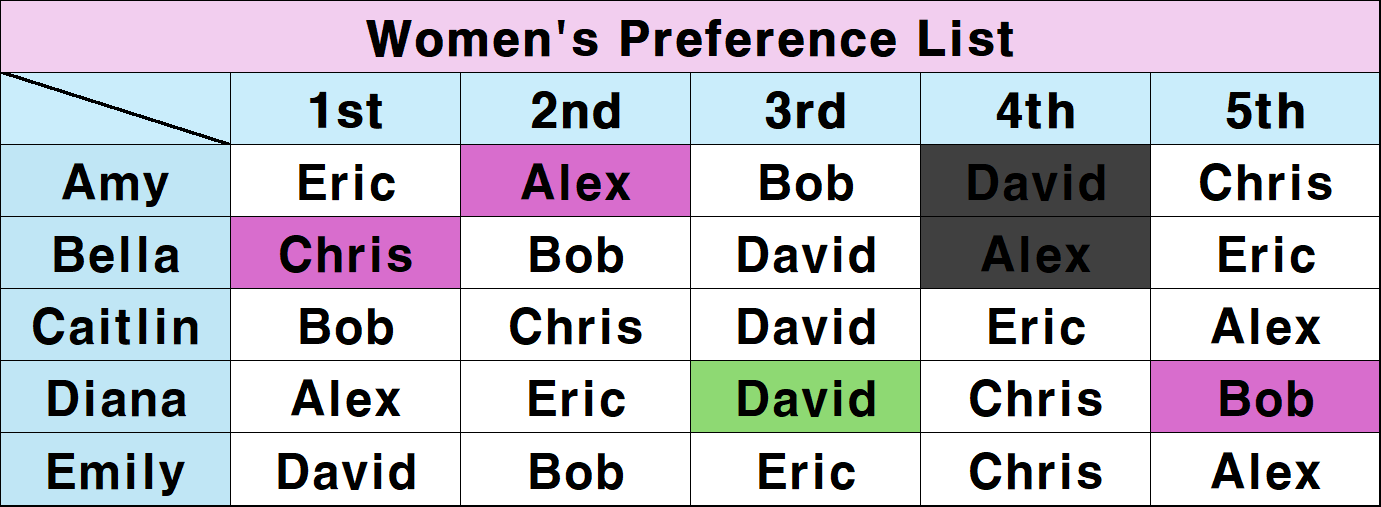 Women's Preference List
1st 2nd 3rd 4th 5th
Amy Eric Alex Bob David Chris
Bella Chris Bob David Alex Eric
Caitlin Bob Chris David Eric Alex
Diana Alex Eric David Chris Bob
Emily David Bob Eric Chris Alex